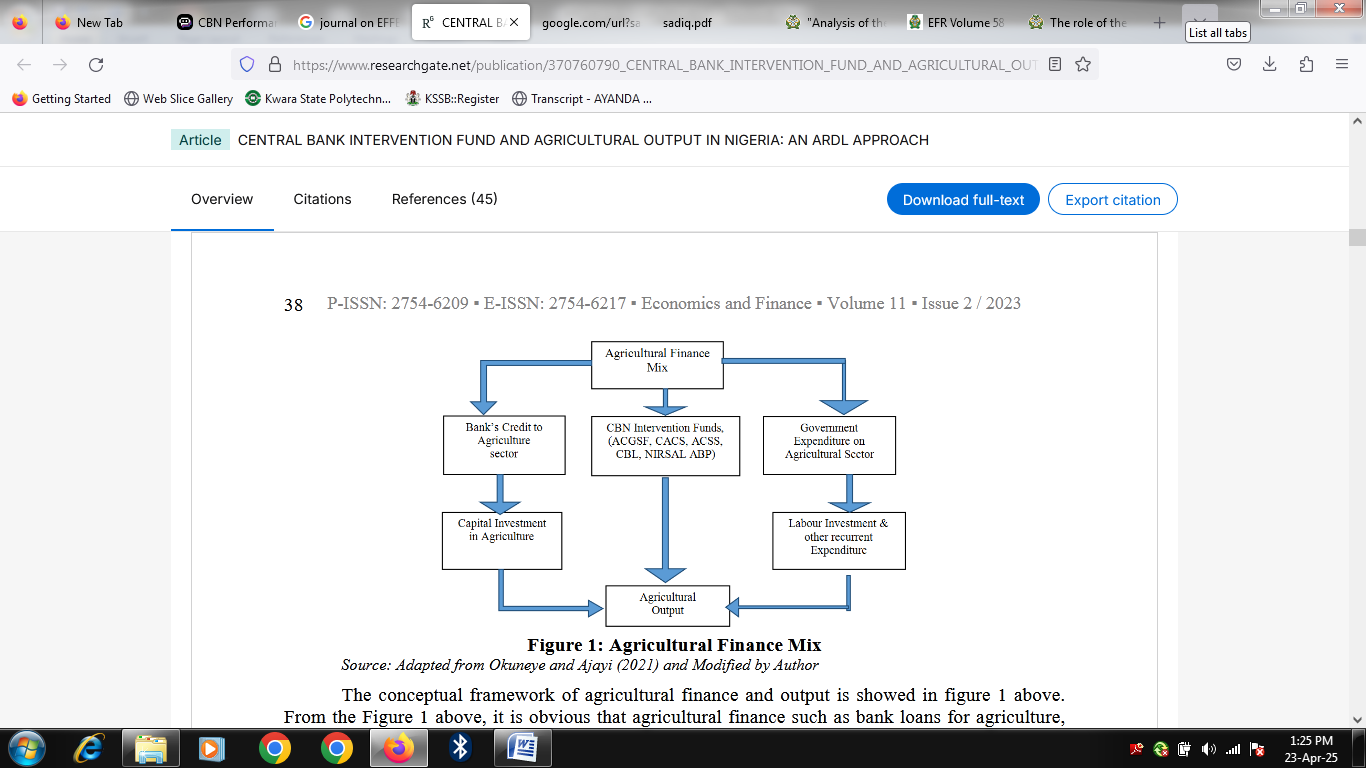 New Tab
CBN Performa
journal on EFFE
CENTRAL B
google.com/url?sa
sadiq.pdf
"Analysis of th
EFR Volume 58
The role of the
List all tabs
https://www.researchgate.net/publication/370760790_CENTRAL_BANK_INTERVENTION_FUND_AND_AGRICULTURAL_OUT
Getting Started
Web Slice Gallery
Kwara State Polytechn...
KSSB::Register
Transcript - AYANDA ...
Article CENTRAL BANK INTERVENTION FUND AND AGRICULTURAL OUTPUT IN NIGERIA: AN ARDL APPROACH
Overview
Citations
References (45)
Download full-text
Export citation
38 P-ISSN: 2754-6209 ▪ E-ISSN: 2754-6217 ▪ Economics and Finance ▪ Volume 11 ▪ Issue 2 / 2023
Agricultural Finance
Mix
Bank's Credit to
Agriculture
sector
CBN Intervention Funds,
(ACGSF, CACS, ACSS,
CBL, NIRSAL ABP)
Government
Expenditure on
Agricultural Sector
Capital Investment
in Agriculture
Labour Investment &
other recurrent
Expenditure
Agricultural
Output
Figure 1: Agricultural Finance Mix
Source: Adapted from Okuneye and Ajayi (2021) and Modified by Author
The conceptual framework of agricultural finance and output is showed in figure 1 above.
From the Figure 1 above, it is obvious that agricultural finance such as bank loans for agriculture,
1:25 PM
23-Apr-25